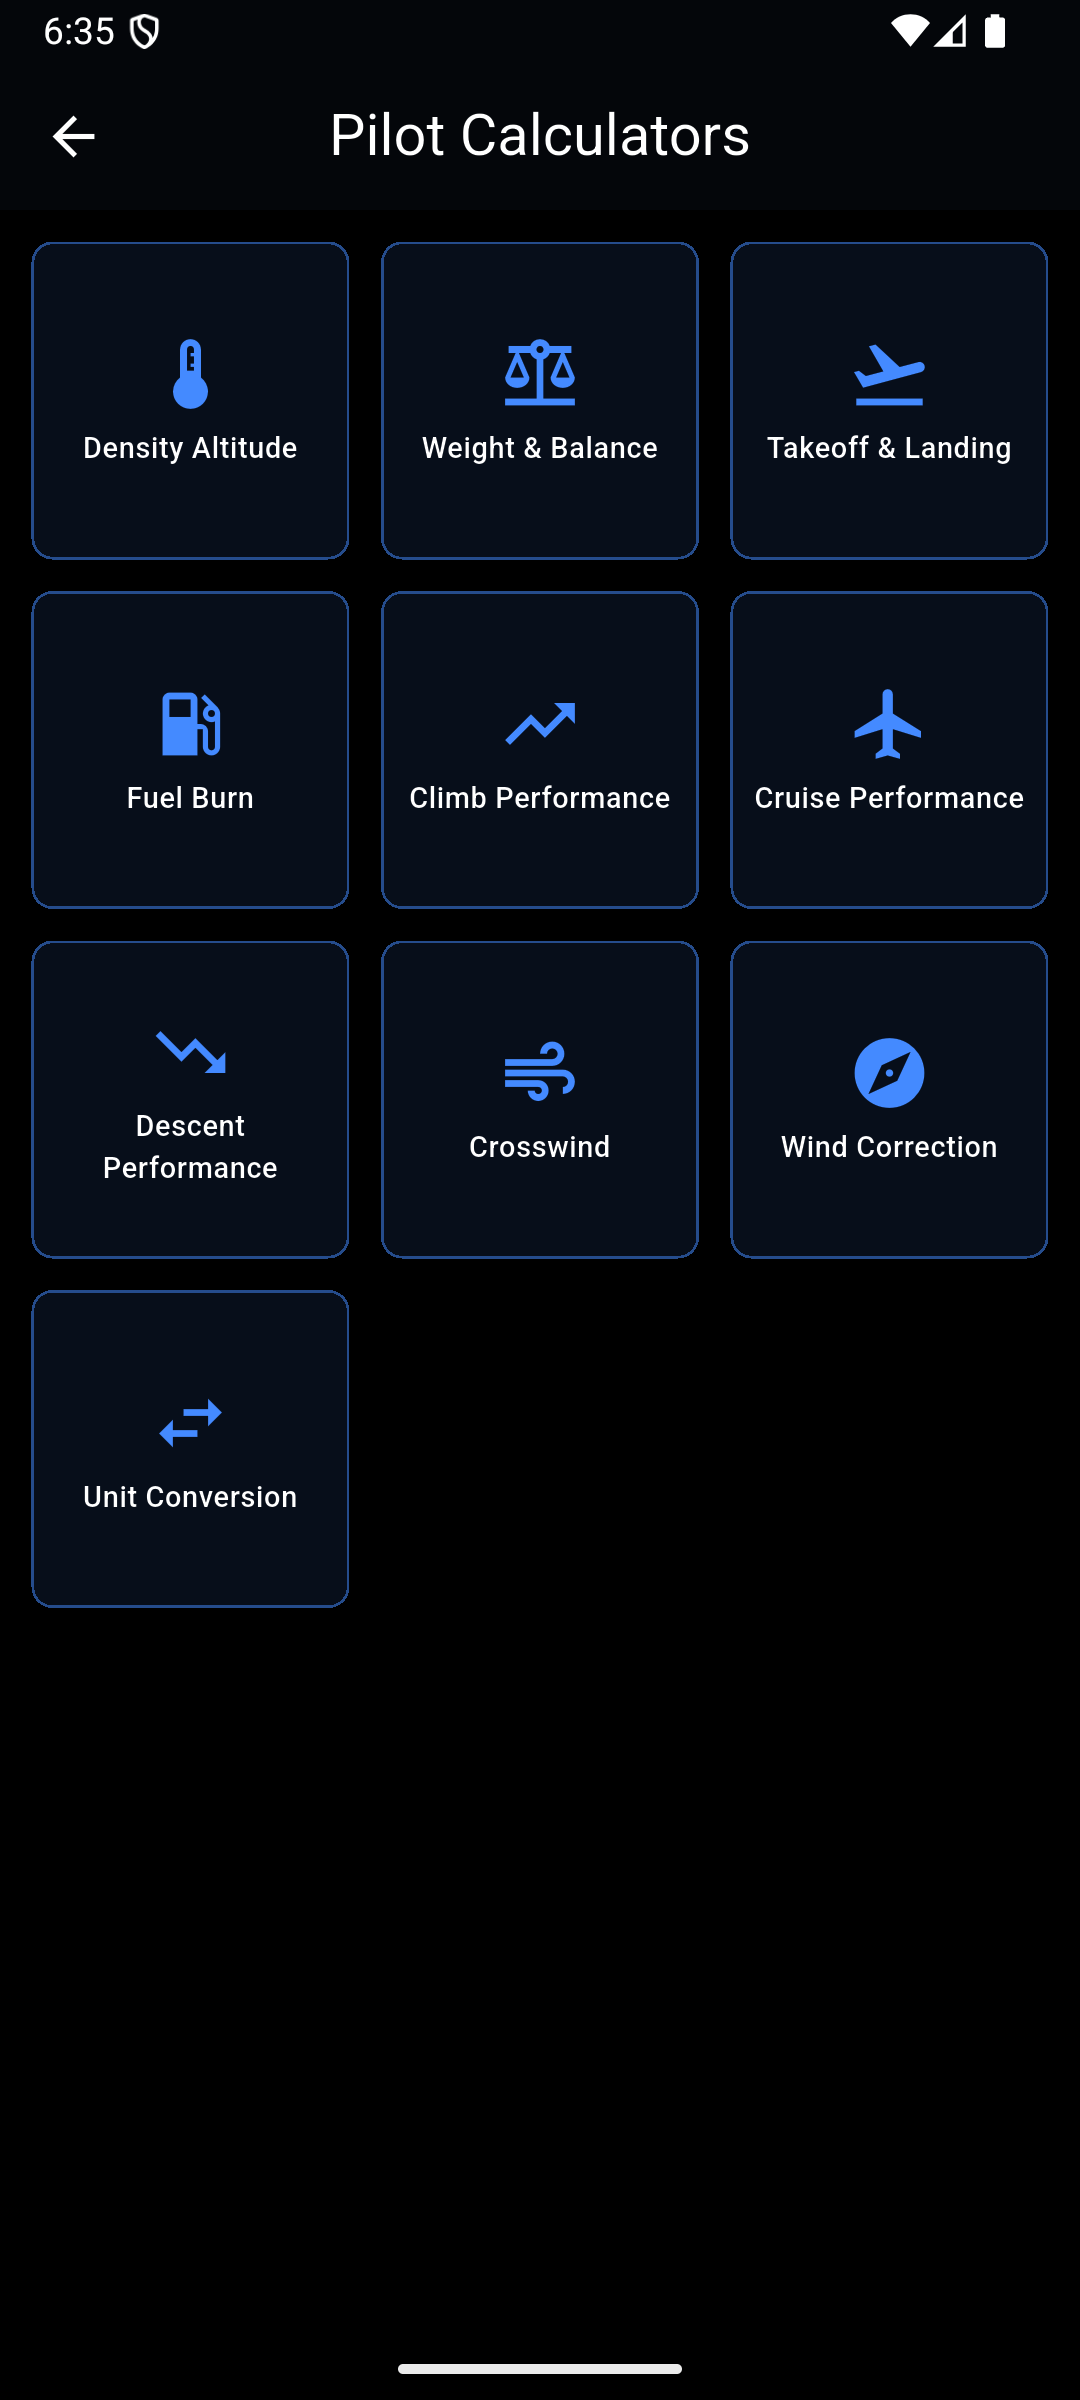 6:35
Pilot Calculators
Density Altitude
Weight & Balance
Takeoff & Landing
Fuel Burn
Climb Performance
Cruise Performance
Descent
Performance
Crosswind
Wind Correction
Unit Conversion